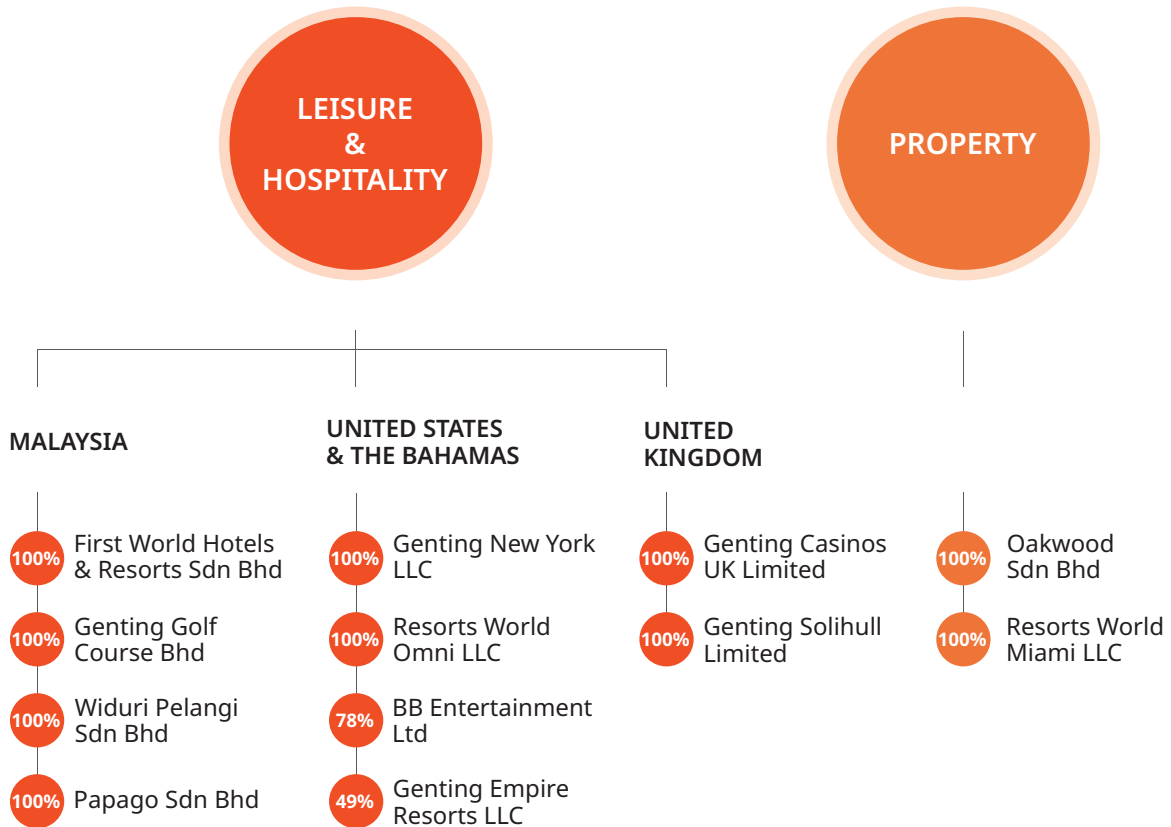 LEISURE
&
HOSPITALITY
PROPERTY
MALAYSIA
UNITED STATES
& THE BAHAMAS
UNITED
KINGDOM
100%
First World Hotels
& Resorts Sdn Bhd
100%
Genting Golf
Course Bhd
100%
Widuri Pelangi
Sdn Bhd
100%
Papago Sdn Bhd
100%
Genting New York
LLC
100%
Resorts World
Omni LLC
78%
BB Entertainment
Ltd
49%
Genting Empire
Resorts LLC
100%
Genting Casinos
UK Limited
100%
Genting Solihull
Limited
100%
Oakwood
Sdn Bhd
100%
Resorts World
Miami LLC